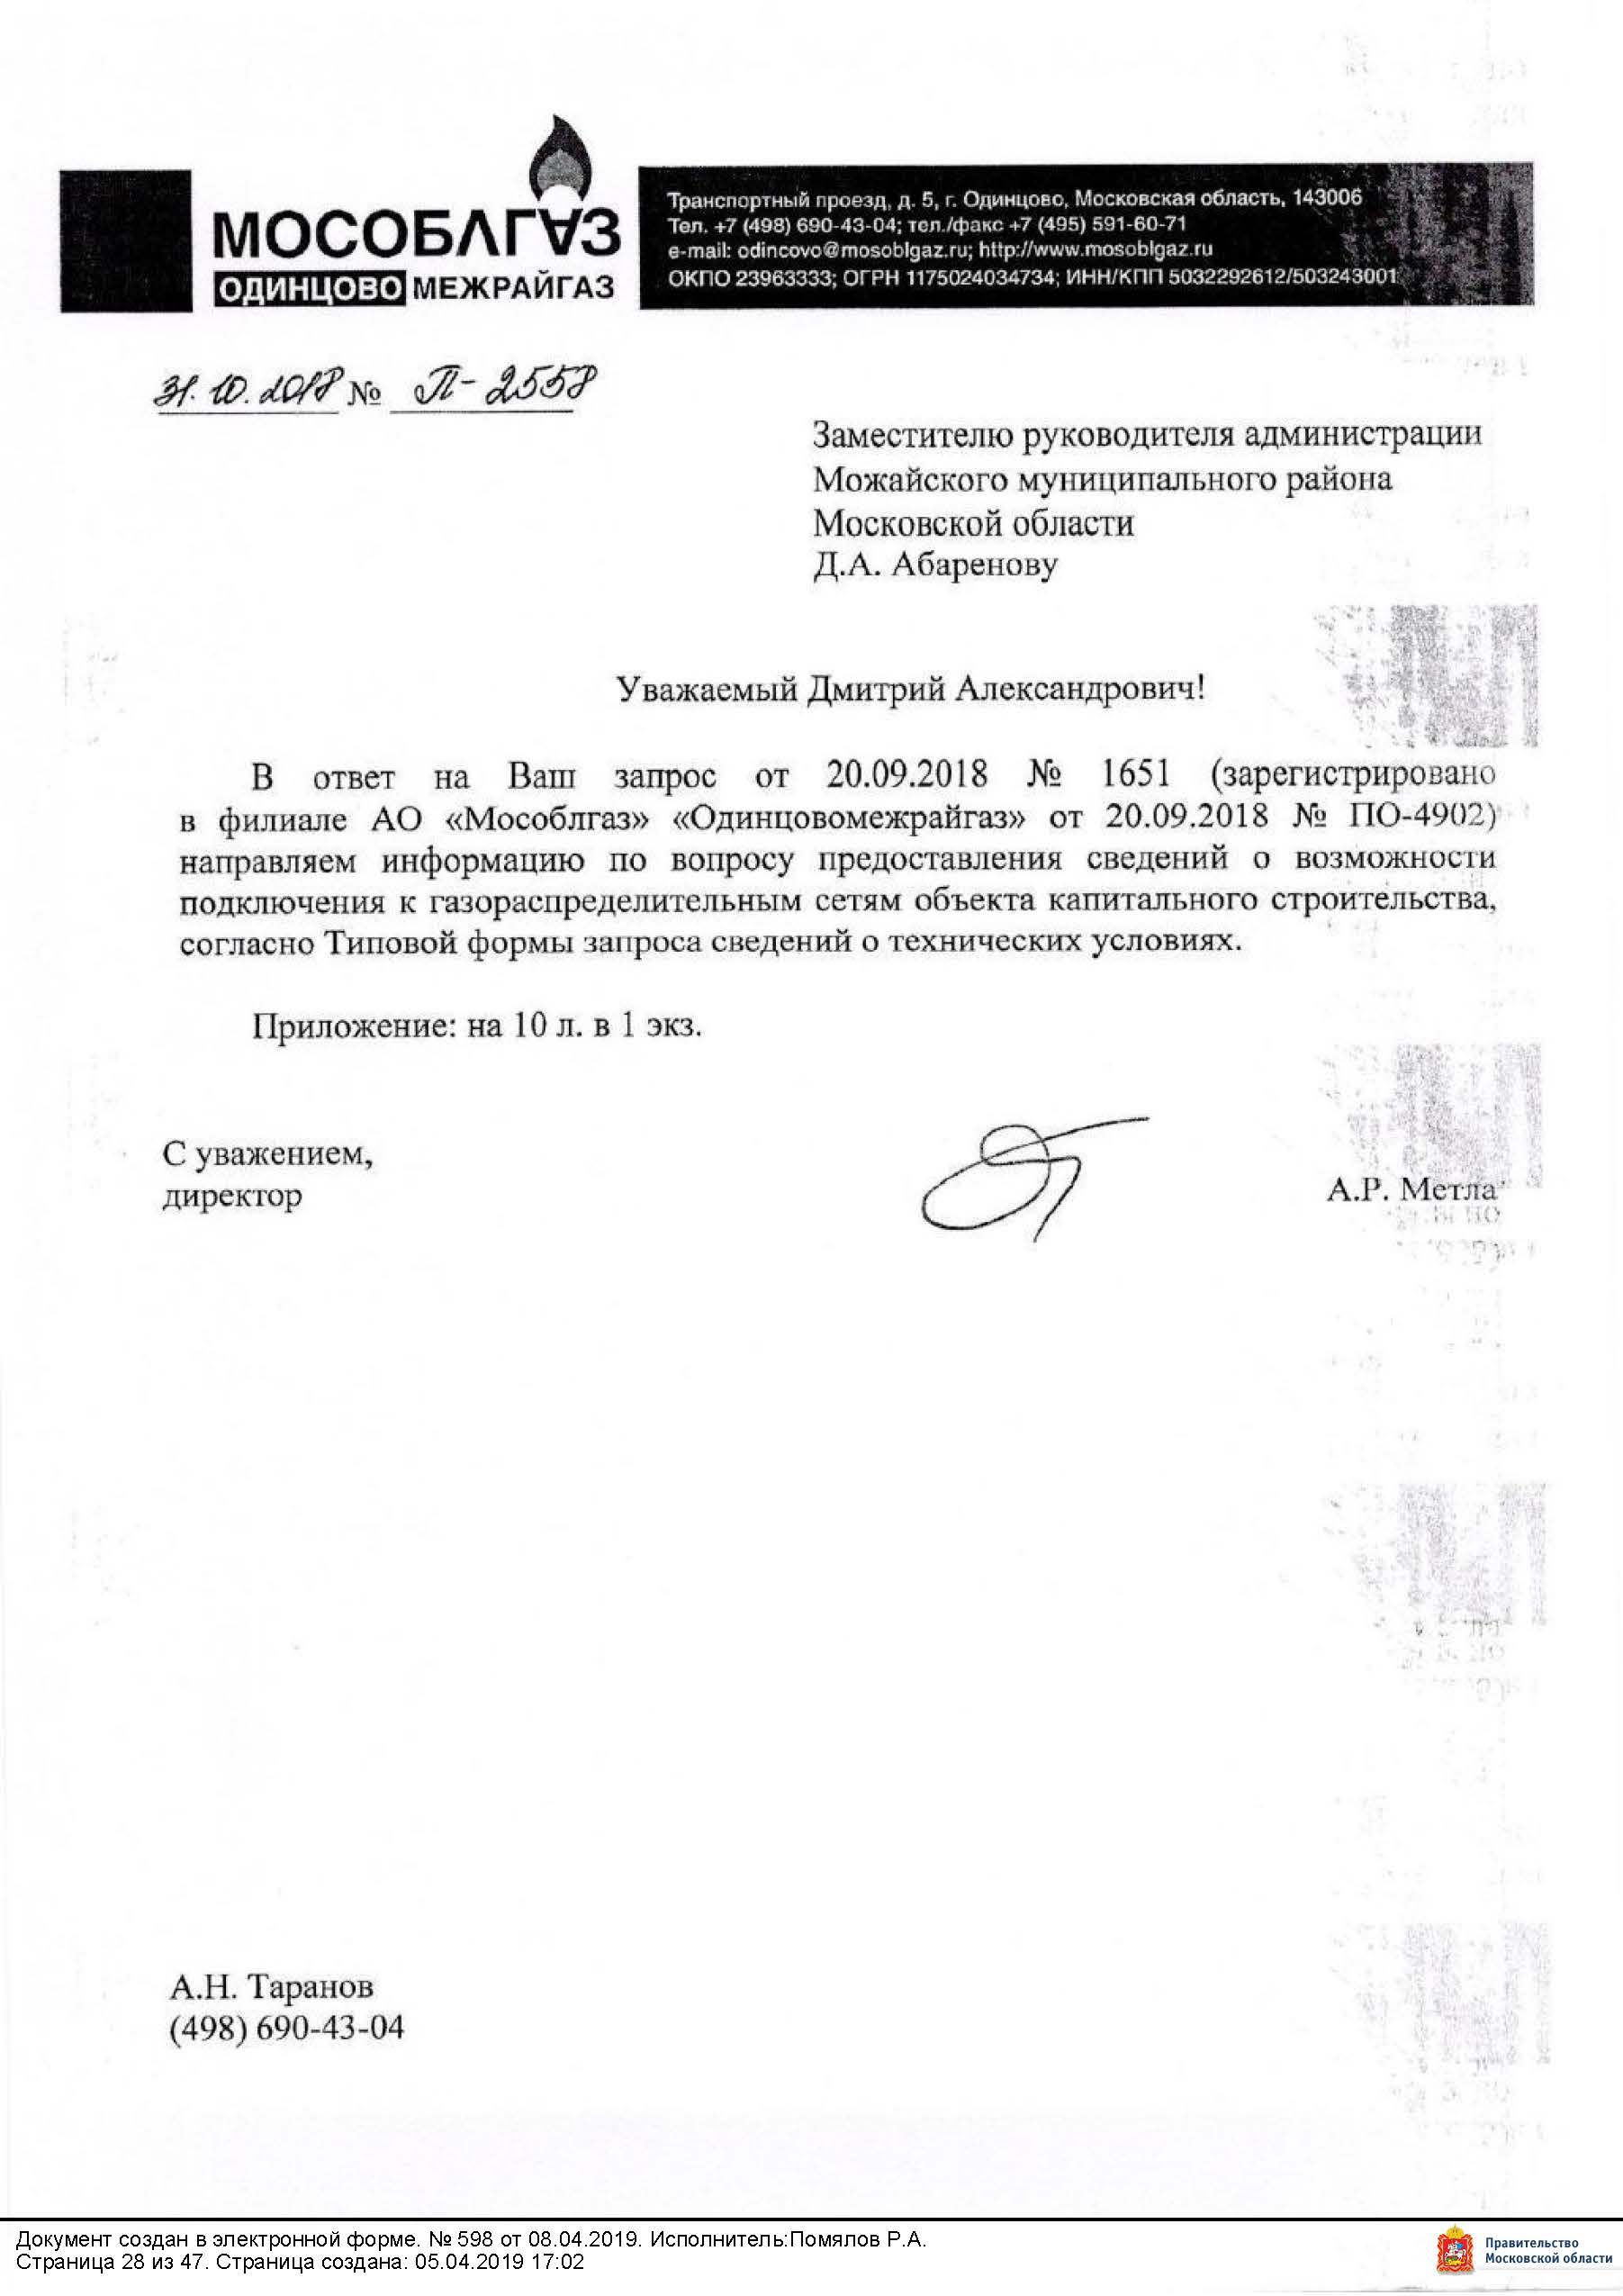 МОСОБЛГАЗ
ОДИНЦОВО МЕЖРАЙГАЗ
Транспортный проезд, д. 5, г. Одинцово, Московская область, 143006
Тел. +7 (498) 690-43-04; тел./факс +7 (495) 591-60-71
e-mail: odincovo@mosoblgaz.ru; http://www.mosoblgaz.ru
ОКПО 23963333; ОГРН 1175024034734; ИНН/КПП 5032292612/503243001
31.10.2018 № П-2558
Заместителю руководителя администрации
Можайского муниципального района
Московской области
Д.А. Абаренову
Уважаемый Дмитрий Александрович!
В ответ на Ваш запрос от 20.09.2018 № 1651 (зарегистрировано
в филиале АО «Мособлгаз» «Одинцовомежрайгаз» от 20.09.2018 № ПО-4902)
направляем информацию по вопросу предоставления сведений о возможности
подключения к газораспределительным сетям объекта капитального строительства,
согласно Типовой формы запроса сведений о технических условиях.
Приложение: на 10 л. в 1 экз.
С уважением,
директор
А.Р. Метла
А.Н. Таранов
(498) 690-43-04
Документ создан в электронной форме. № 598 от 08.04.2019. Исполнитель:Помялов Р.А.
Страница 28 из 47. Страница создана: 05.04.2019 17:02
Правительство
Московской области